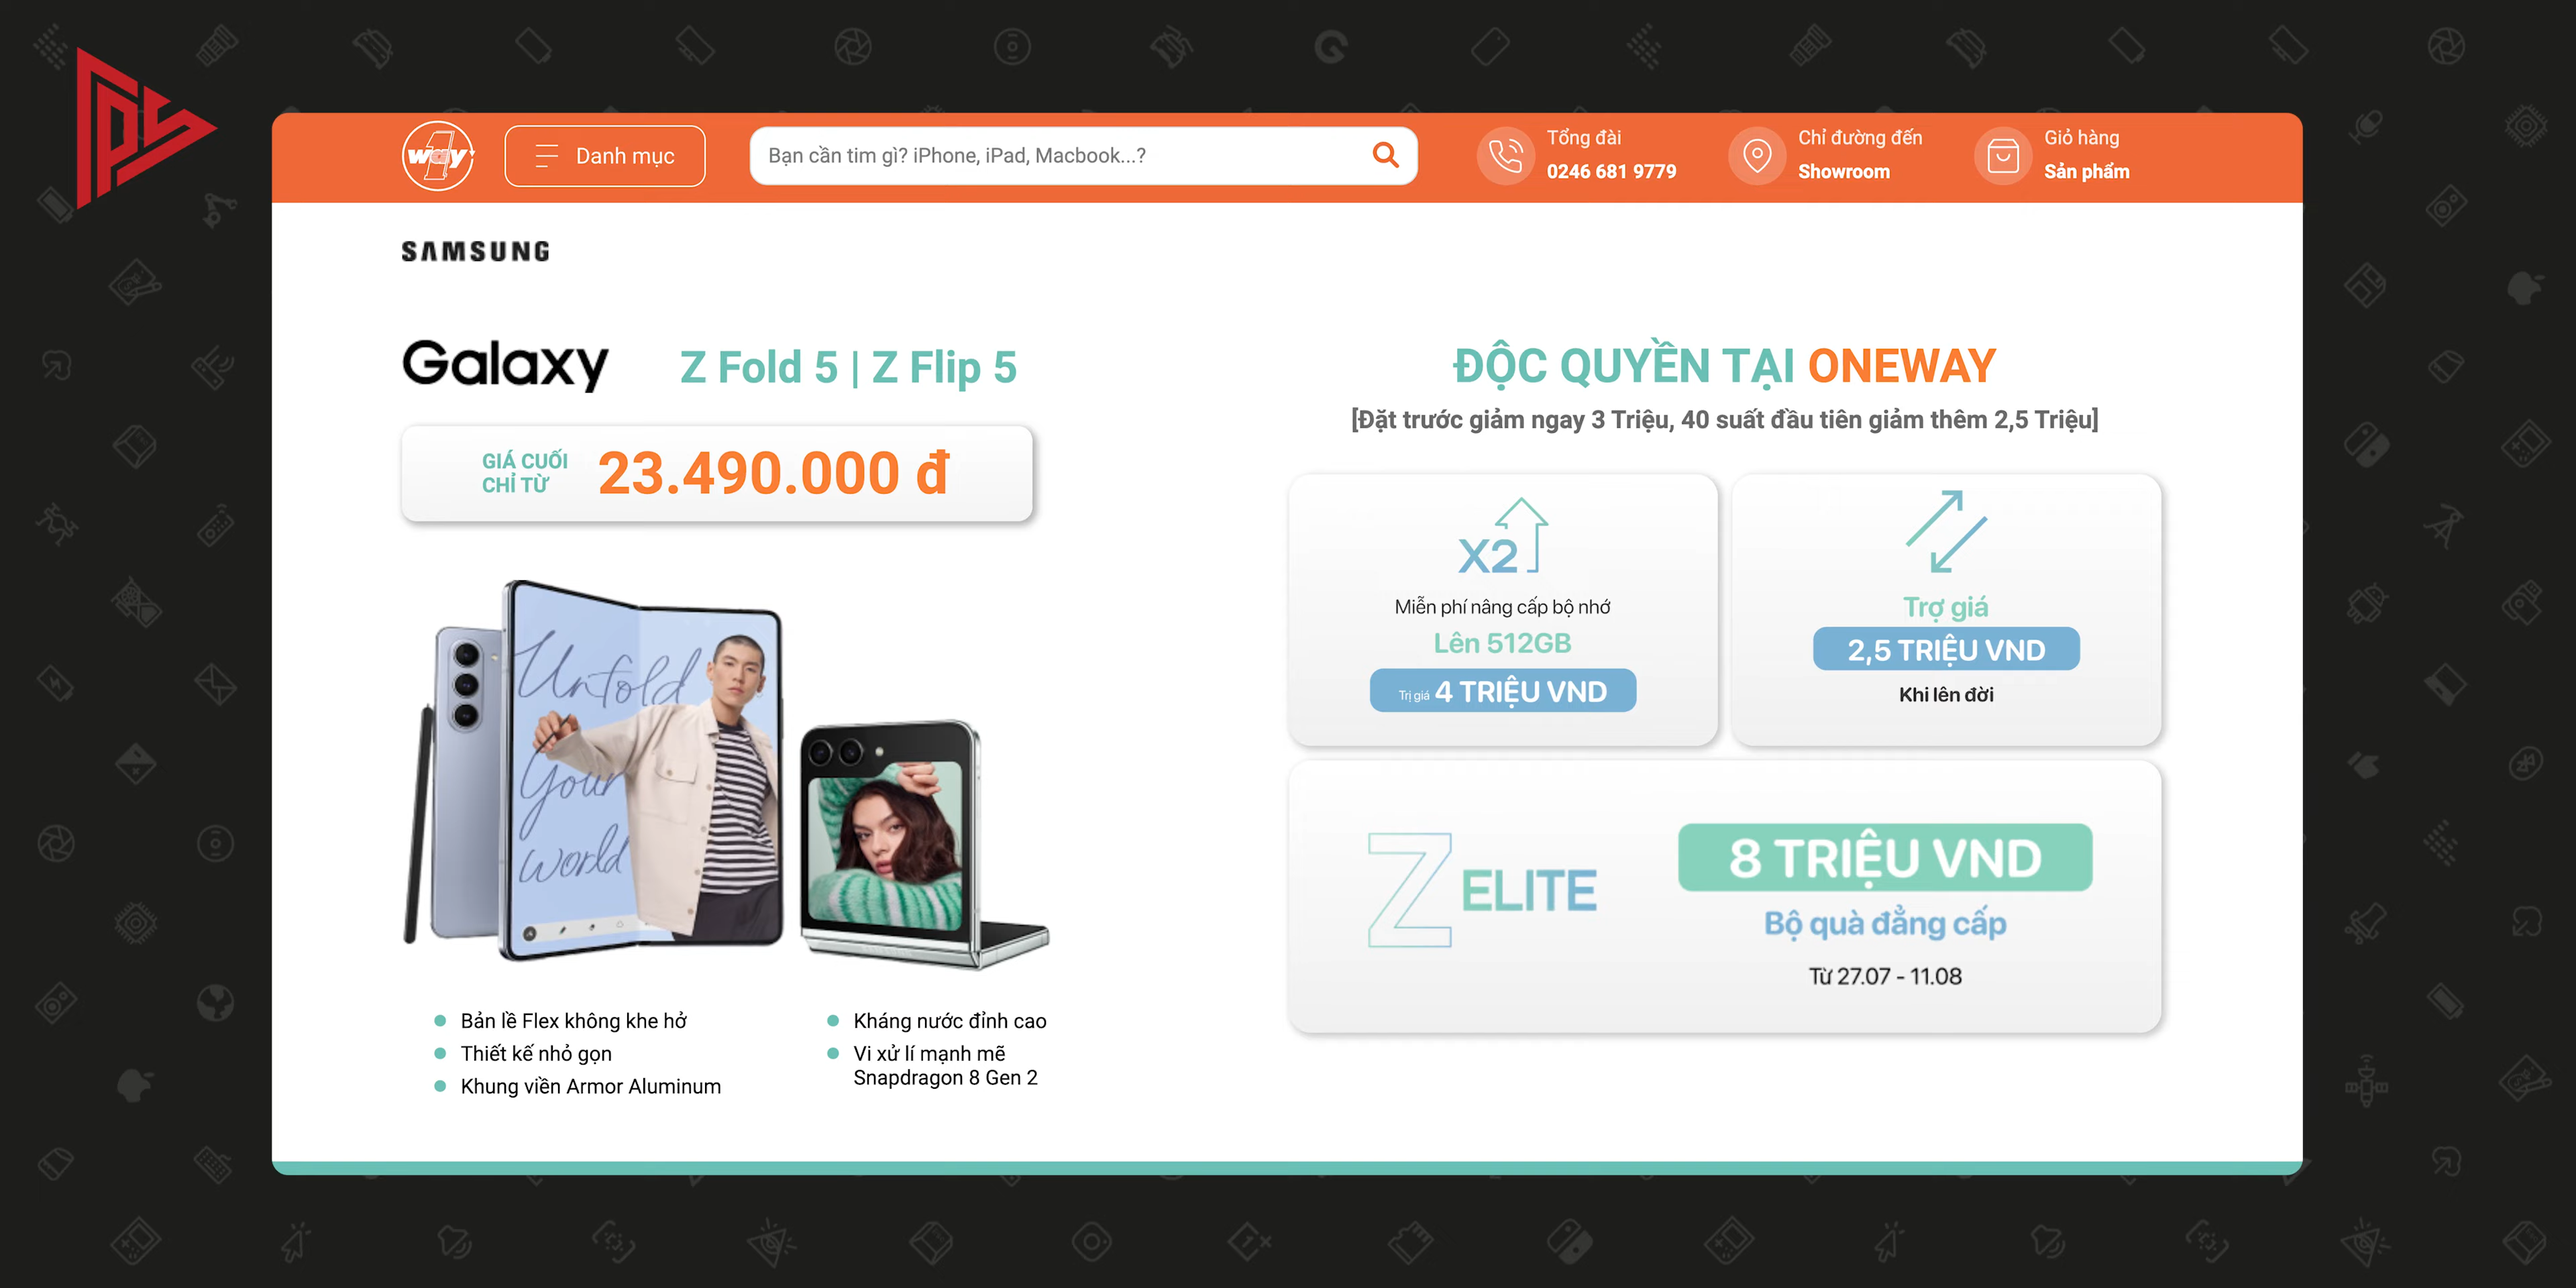 1
way
Danh mục
Bạn cần tim gì? iPhone, iPad, Macbook...?
Tổng đài
0246 681 9779
Chỉ đường đến
Showroom
Giỏ hàng
Sản phẩm
SAMSUNG
Galaxy
Z Fold 5 | Z Flip 5
GIÁ CUỐI
CHỈ TỪ
23.490.000 đ
Unfold
Your
world
Bản lề Flex không khe hở
Thiết kế nhỏ gọn
Khung viền Armor Aluminum
Kháng nước đỉnh cao
Vi xử lí mạnh mẽ
Snapdragon 8 Gen 2
ĐỘC QUYỀN TẠI ONEWAY
[Đặt trước giảm ngay 3 Triệu, 40 suất đầu tiên giảm thêm 2,5 Triệu]
X2
Miễn phí nâng cấp bộ nhớ
Lên 512GB
Trị giá 4 TRIỆU VND
Trợ giá
2,5 TRIỆU VND
Khi lên đời
Z ELITE
8 TRIỆU VND
Bộ quà đẳng cấp
Từ 27.07 - 11.08